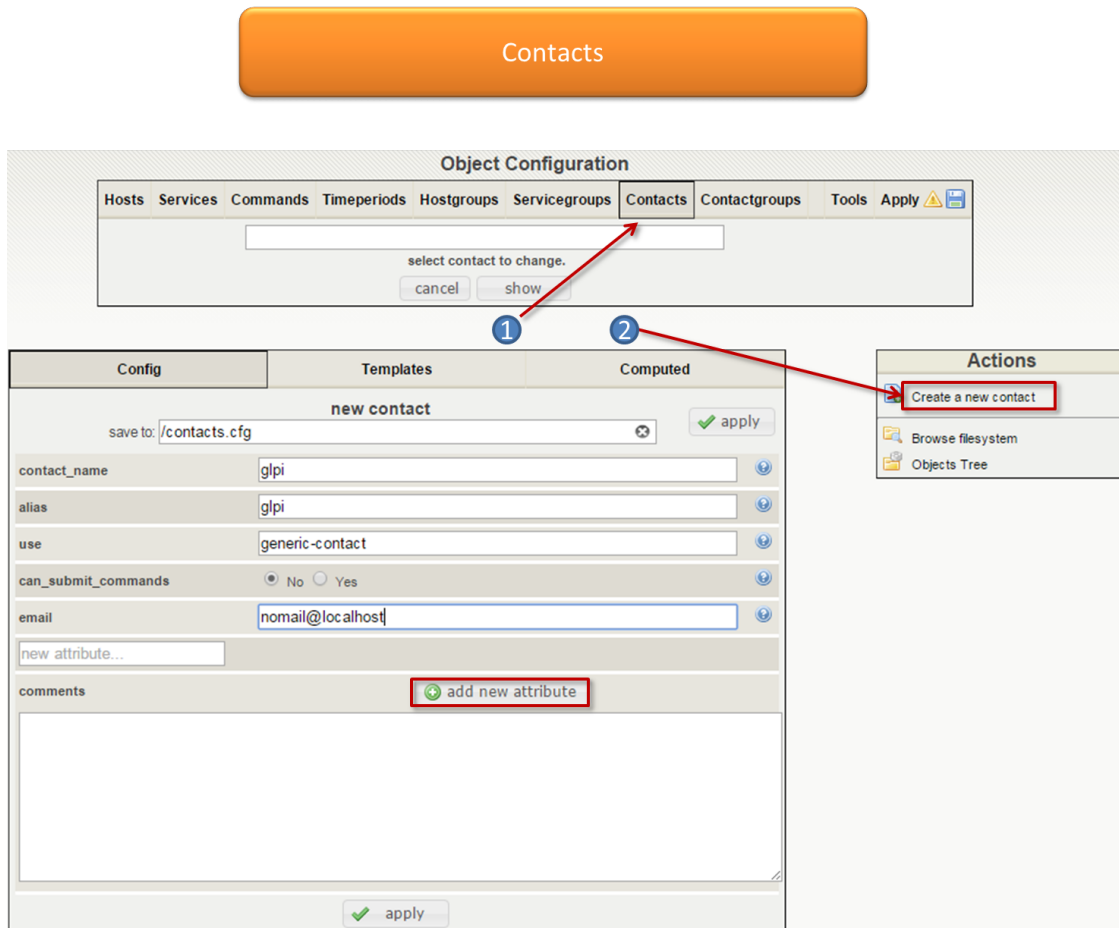 Contacts
Object Configuration
Hosts Services Commands Timeperiods Hostgroups Servicegroups Contacts Contactgroups Tools Apply
select contact to change.
cancel show
1 2
Config Templates Computed
Actions
new contact
Create a new contact
save to: /contacts.cfg
apply
Browse filesystem
Objects Tree
contact_name glpi
alias glpi
use generic-contact
can_submit_commands No Yes
email nomail@localhost
new attribute...
comments add new attribute
apply